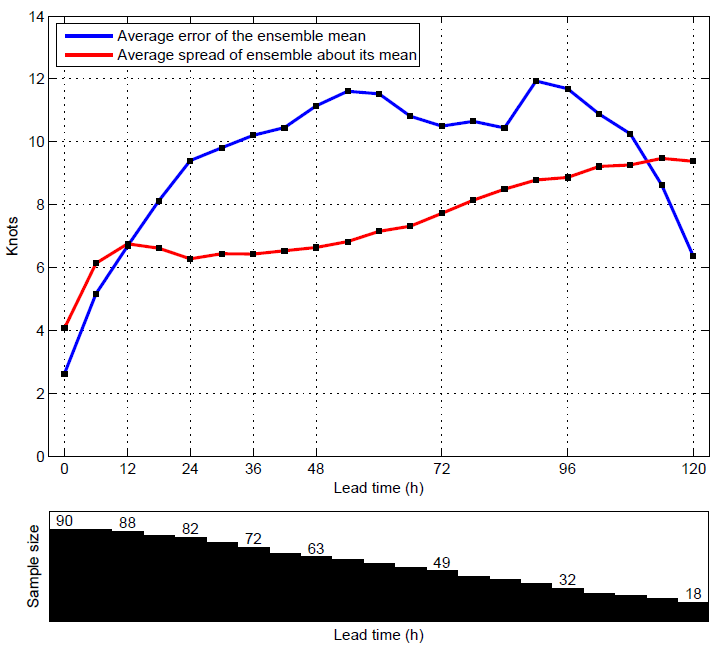 14
Average error of the ensemble mean
Average spread of ensemble about its mean
12
10
8
Knots
6
4
2
0
0 12 24 36 48 72 96 120
Lead time (h)
90 88 82 72 63 49 32 18
Sample size
Lead time (h)